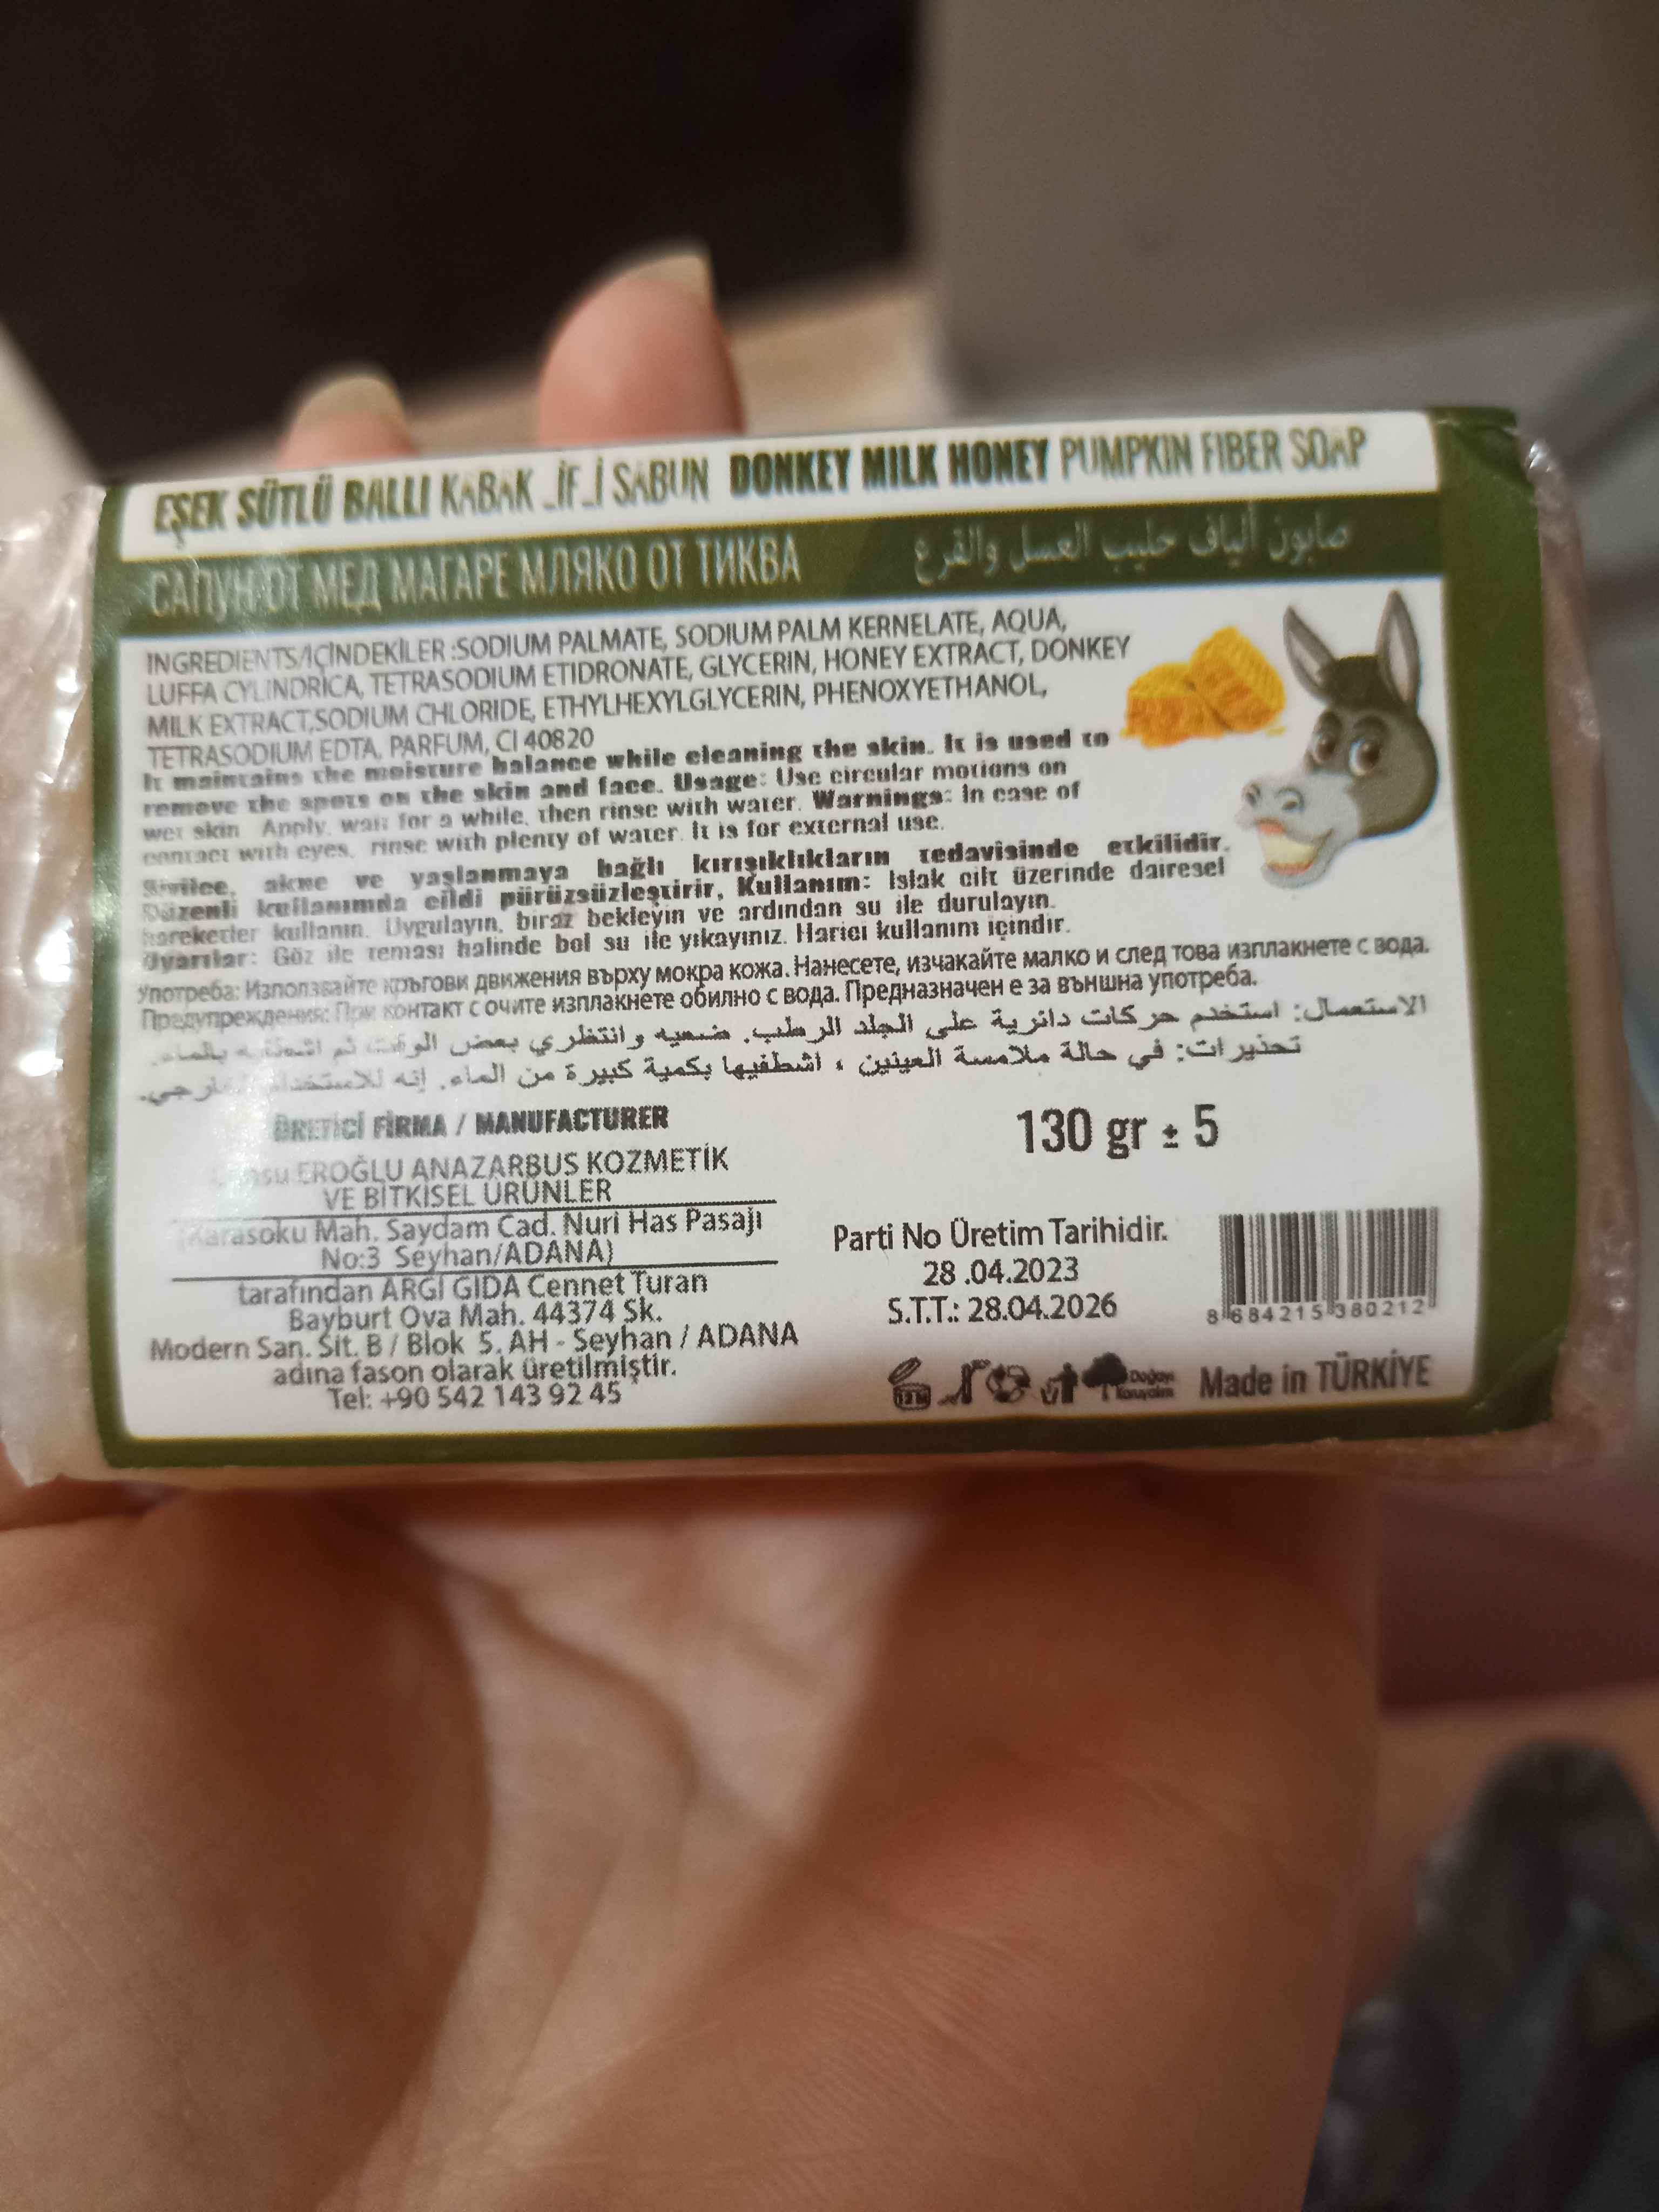 EŞEK SÜTLÜ BALLI KABAK _İF_İ SABUN DONKEY MILK HONEY PUMPKIN FIBER SOAP
САПУН ОТ МЕД МАГАРЕ МЛЯКО ОТ ТИКВА صابون ألياف حليب العسل والقرع
INGREDIENTS/İÇİNDEKİLER :SODIUM PALMATE, SODIUM PALM KERNELATE, AQUA,
LUFFA CYLINDRICA, TETRASODIUM ETIDRONATE, GLYCERIN, HONEY EXTRACT, DONKEY
MILK EXTRACT,SODIUM CHLORIDE, ETHYLHEXYLGLYCERIN, PHENOXYETHANOL,
TETRASODIUM EDTA, PARFUM, CI 40820
It maintains the moisture balance while cleaning the skin. It is used to
remove the spots on the skin and face. Usage: Use circular motions on
wet skin. Apply, wait for a while, then rinse with water. Warnings: In case of
contact with eyes, rinse with plenty of water. It is for external use.
Sivilce, akne ve yaşlanmaya bağlı kırışıklıkların tedavisinde etkilidir.
Düzenli kullanımda cildi pürüzsüzleştirir, Kullanım: Islak cilt üzerinde dairesel
hareketler kullanın. Uygulayın, biraz bekleyin ve ardından su ile durulayın.
Uyarılar: Göz ile teması halinde bol su ile yıkayınız. Harici kullanım içindir.
Употреба: Използвайте кръгови движения върху мокра кожа. Нанесете, изчакайте малко и след това изплакнете с вода.
Предупреждения: При контакт с очите изплакнете обилно с вода. Предназначен е за външна употреба.
الاستعمال: استخدم حركات دائرية على الجلد الرطب. ضعيه وانتظري بعض الوقت ثم اشطفيه بالماء.
تحذيرات: في حالة ملامسة العينين ، اشطفيها بكمية كبيرة من الماء. إنه للاستخدام الخارجي.
ÜRETİCİ FİRMA / MANUFACTURER
EROĞLU ANAZARBUS KOZMETİK
VE BİTKİSEL ÜRÜNLER
(Karasoku Mah. Saydam Cad. Nuri Has Pasajı
No:3 Seyhan/ADANA)
tarafından ARGI GIDA Cennet Turan
Bayburt Ova Mah. 44374 Sk.
Modern San. Sit. B / Blok 5. AH - Seyhan / ADANA
adına fason olarak üretilmiştir.
Tel: +90 542 143 92 45
130 gr ± 5
Parti No Üretim Tarihidir.
28 .04.2023
S.T.T.: 28.04.2026
8 684215 380212
12 M
Doğayı
Koruyalım
Made in TÜRKİYE